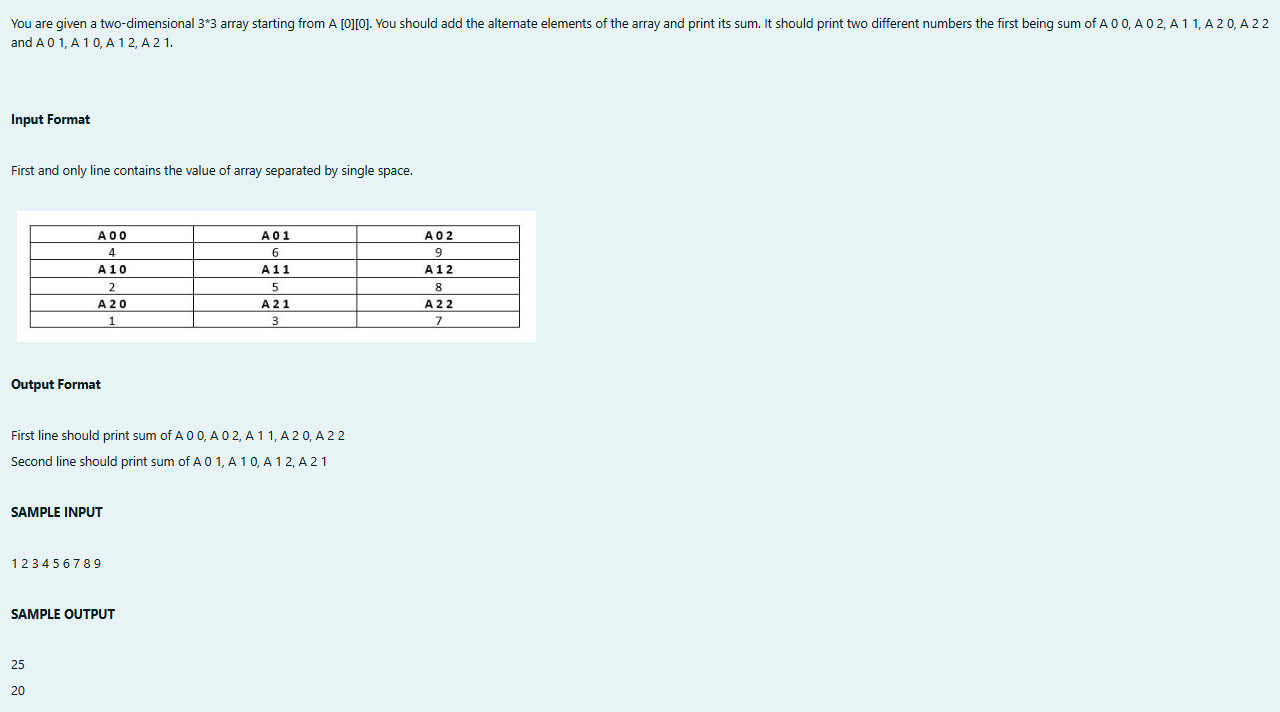 You are given a two-dimensional 3*3 array starting from A [0][0]. You should add the alternate elements of the array and print its sum. It should print two different numbers the first being sum of A 0 0, A 0 2, A 1 1, A 2 0, A 2 2
and A 0 1, A 1 0, A 1 2, A 2 1.
Input Format
First and only line contains the value of array separated by single space.
A 0 0 A 0 1 A 0 2
4 6 9
A 1 0 A 1 1 A 1 2
2 5 8
A 2 0 A 2 1 A 2 2
1 3 7
Output Format
First line should print sum of A 0 0, A 0 2, A 1 1, A 2 0, A 2 2
Second line should print sum of A 0 1, A 1 0, A 1 2, A 2 1
SAMPLE INPUT
1 2 3 4 5 6 7 8 9
SAMPLE OUTPUT
25
20